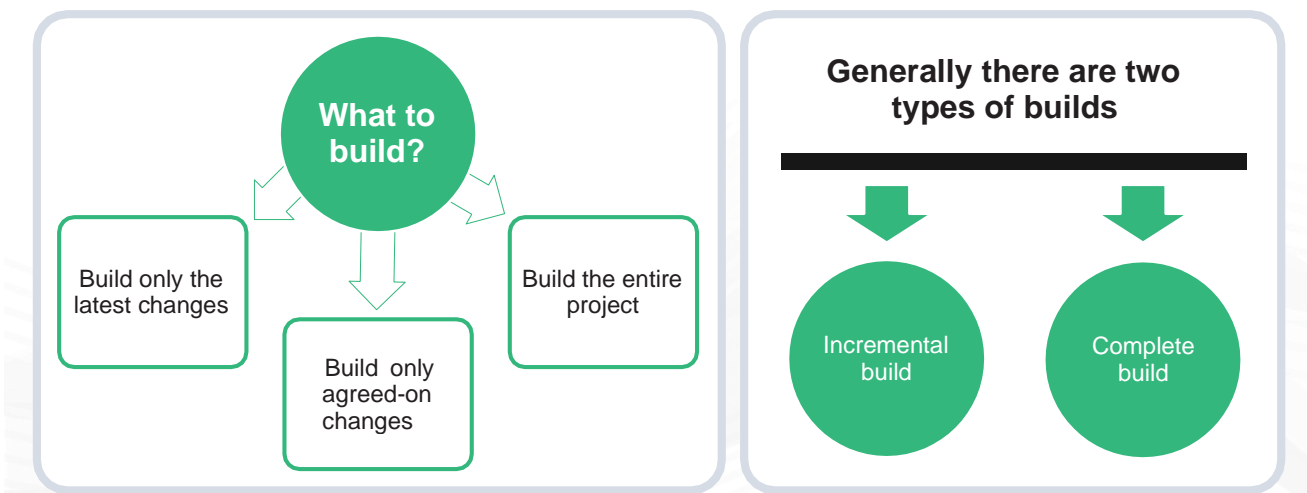 What to
build?
Build only the
latest changes
Build only
agreed-on
changes
Build the entire
project
Generally there are two
types of builds
Incremental
build
Complete
build